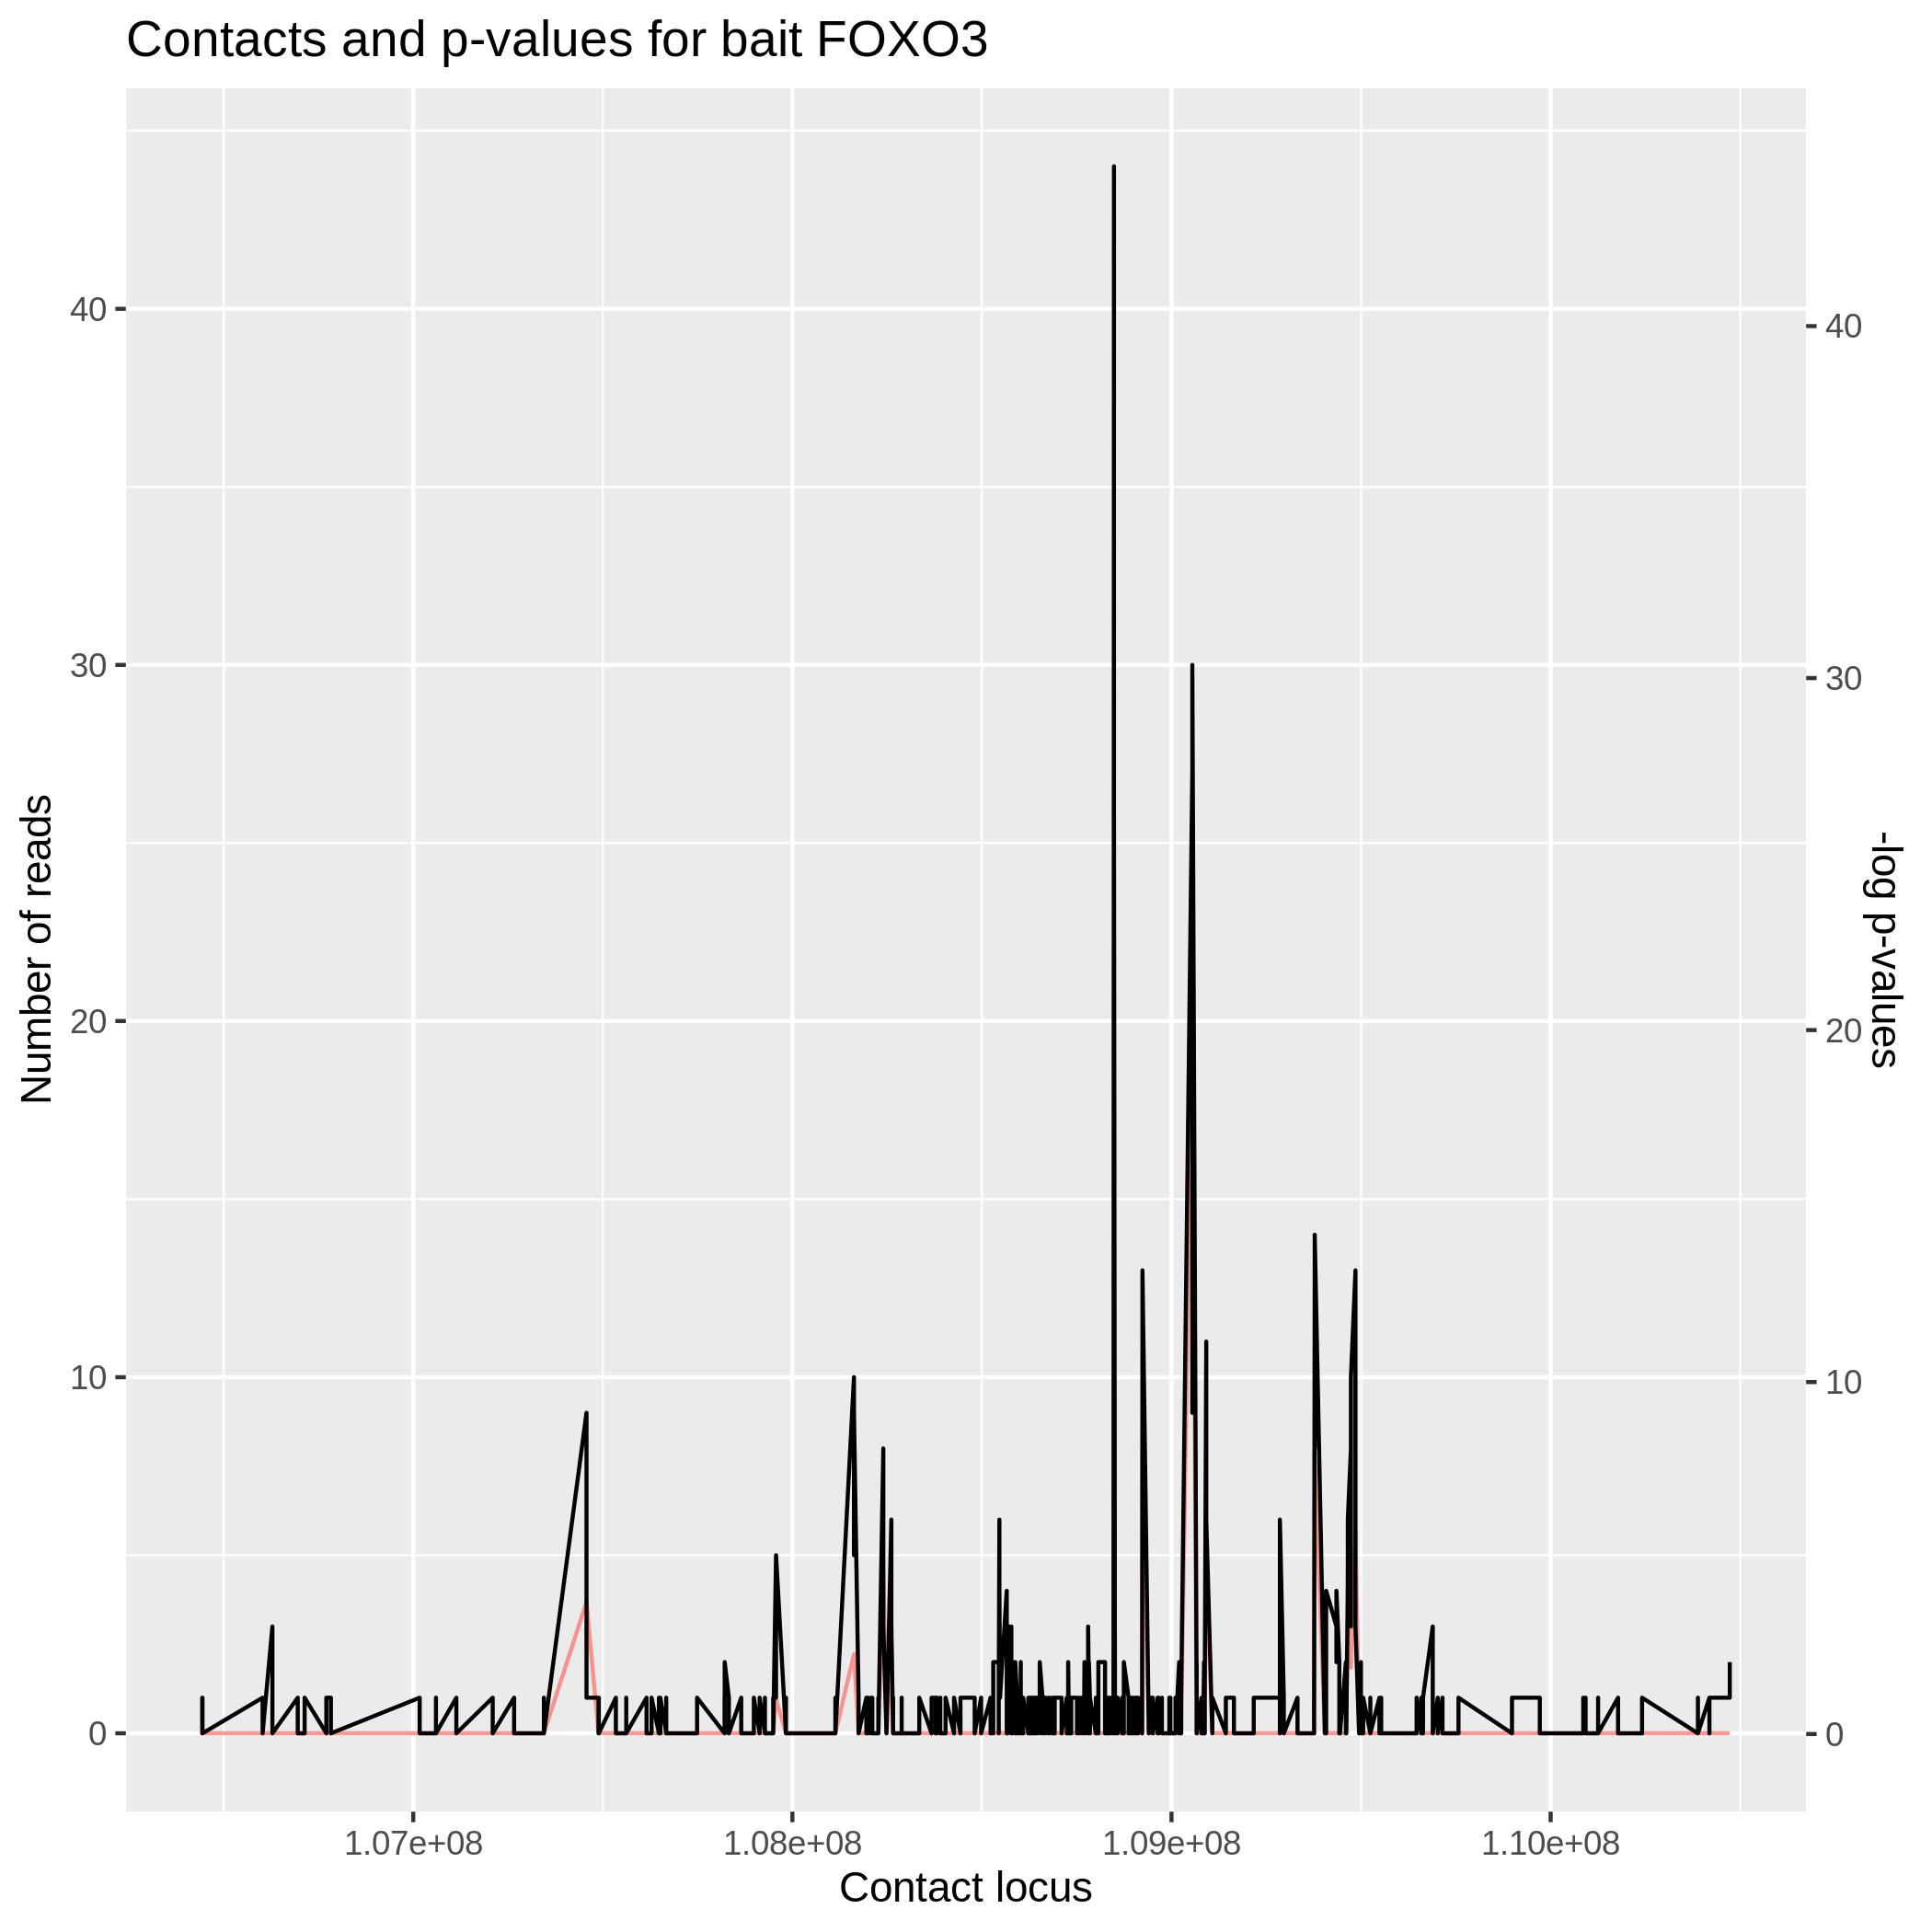 Contacts and p-values for bait FOXO3
40
30
20
10
0
Number of reads
40
30
20
10
0
-log p-values
1.07e+08
1.08e+08
1.09e+08
1.10e+08
Contact locus